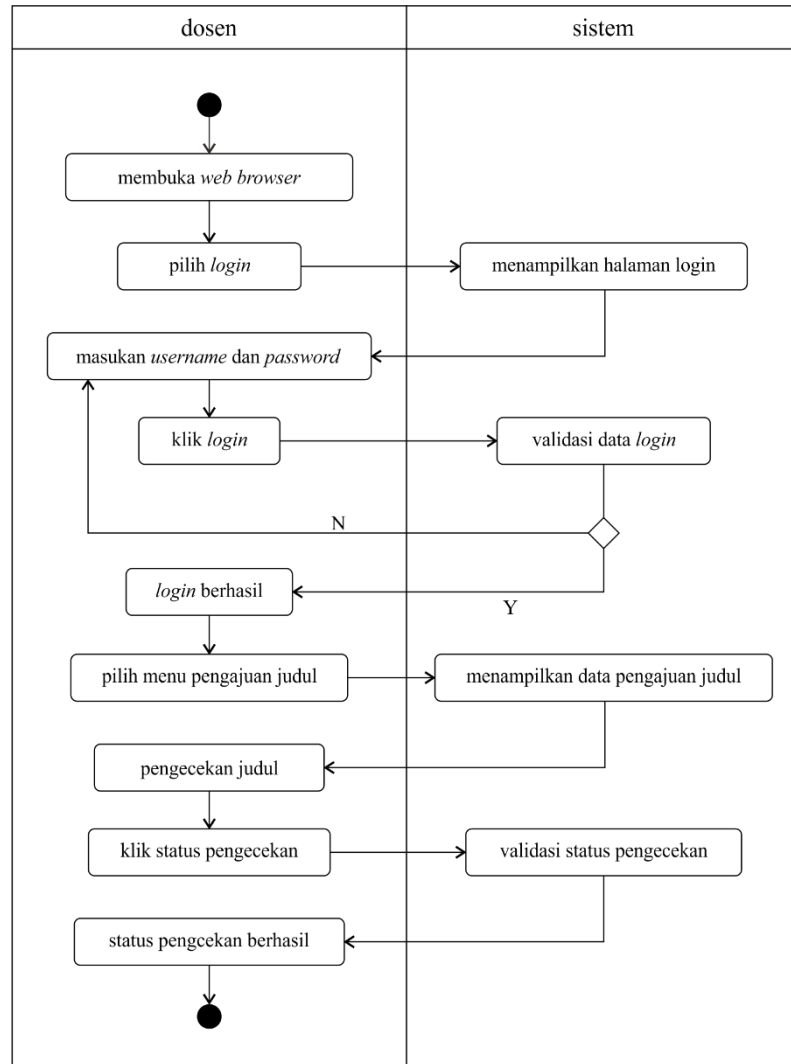 dosen
sistem
membuka web browser
pilih login
menampilkan halaman login
masukan username dan password
klik login
validasi data login
N
login berhasil
Y
pilih menu pengajuan judul
menampilkan data pengajuan judul
pengecekan judul
klik status pengecekan
validasi status pengecekan
status pengcekan berhasil